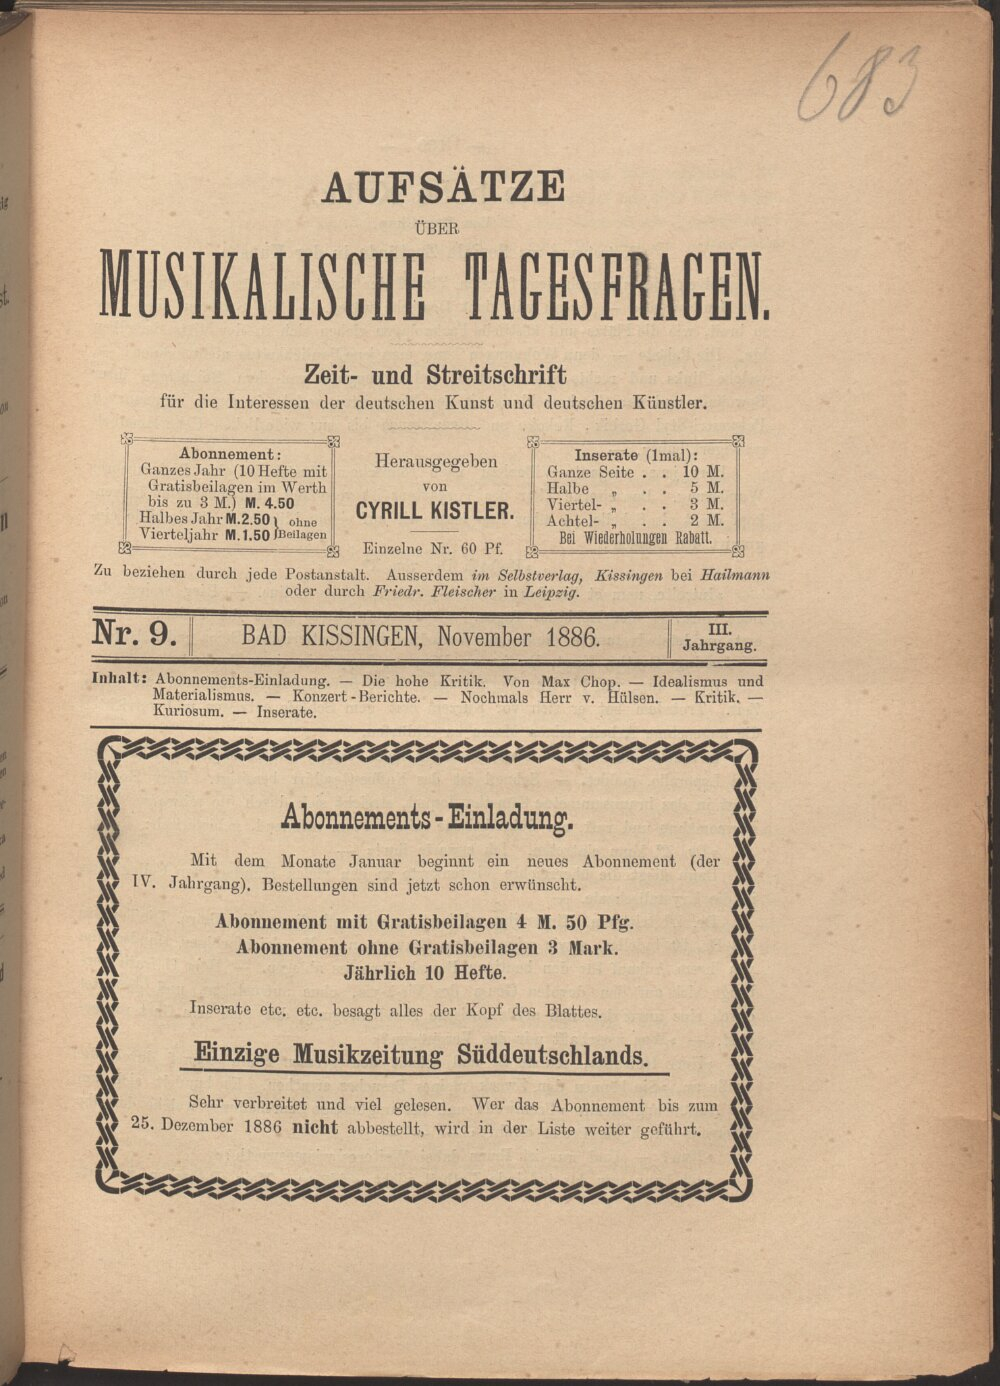 683
AUFSÄTZE
ÜBER
MUSIKALISCHE TAGESFRAGEN.
Zeit- und Streitschrift
für die Interessen der deutschen Kunst und deutschen Künstler.
Abonnement:
Ganzes Jahr (10 Hefte mit
Gratisbeilagen im Werth
bis zu 3 M.) M. 4.50
Halbes Jahr M. 2.50 } ohne
Vierteljahr M. 1.50 } Beilagen
Herausgegeben
von
CYRILL KISTLER.
Einzelne Nr. 60 Pf.
Inserate (1mal):
Ganze Seite . . 10 M.
Halbe „ . . 5 M.
Viertel- „ . . 3 M.
Achtel- „ . . 2 M.
Bei Wiederholungen Rabatt.
Zu beziehen durch jede Postanstalt. Ausserdem im Selbstverlag, Kissingen bei Hailmann
oder durch Friedr. Fleischer in Leipzig.
Nr. 9. BAD KISSINGEN, November 1886. III.
Jahrgang.
Inhalt: Abonnements-Einladung. — Die hohe Kritik. Von Max Chop. — Idealismus und
Materialismus. — Konzert-Berichte. — Nochmals Herr v. Hülsen. — Kritik. —
Kuriosum. — Inserate.
Abonnements-Einladung.
Mit dem Monate Januar beginnt ein neues Abonnement (der
IV. Jahrgang). Bestellungen sind jetzt schon erwünscht.
Abonnement mit Gratisbeilagen 4 M. 50 Pfg.
Abonnement ohne Gratisbeilagen 3 Mark.
Jährlich 10 Hefte.
Inserate etc. etc. besagt alles der Kopf des Blattes.
Einzige Musikzeitung Süddeutschlands.
Sehr verbreitet und viel gelesen. Wer das Abonnement bis zum
25. Dezember 1886 nicht abbestellt, wird in der Liste weiter geführt.